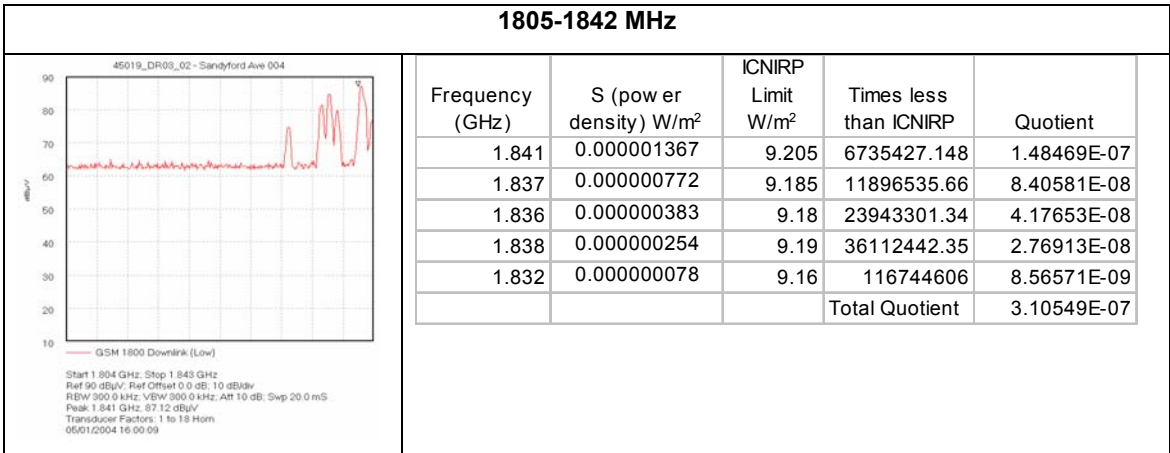 1805-1842 MHz
45019_DR03_02 - Sandyford Ave 004
90
80
70
60
50
40
30
20
10
dBµV
GSM 1800 Downlink (Low)
Start 1.804 GHz; Stop 1.843 GHz
Ref 90 dBµV; Ref Offset 0.0 dB; 10 dB/div
RBW 300.0 kHz; VBW 300.0 kHz; Att 10 dB; Swp 20.0 mS
Peak 1.841 GHz, 87.12 dBµV
Transducer Factors: 1 to 18 Horn
05/01/2004 16:00:09
Frequency (GHz) S (pow er density) W/m² ICNIRP Limit W/m² Times less than ICNIRP Quotient
1.841 0.000001367 9.205 6735427.148 1.48469E-07
1.837 0.000000772 9.185 11896535.66 8.40581E-08
1.836 0.000000383 9.18 23943301.34 4.17653E-08
1.838 0.000000254 9.19 36112442.35 2.76913E-08
1.832 0.000000078 9.16 116744606 8.56571E-09
Total Quotient 3.10549E-07